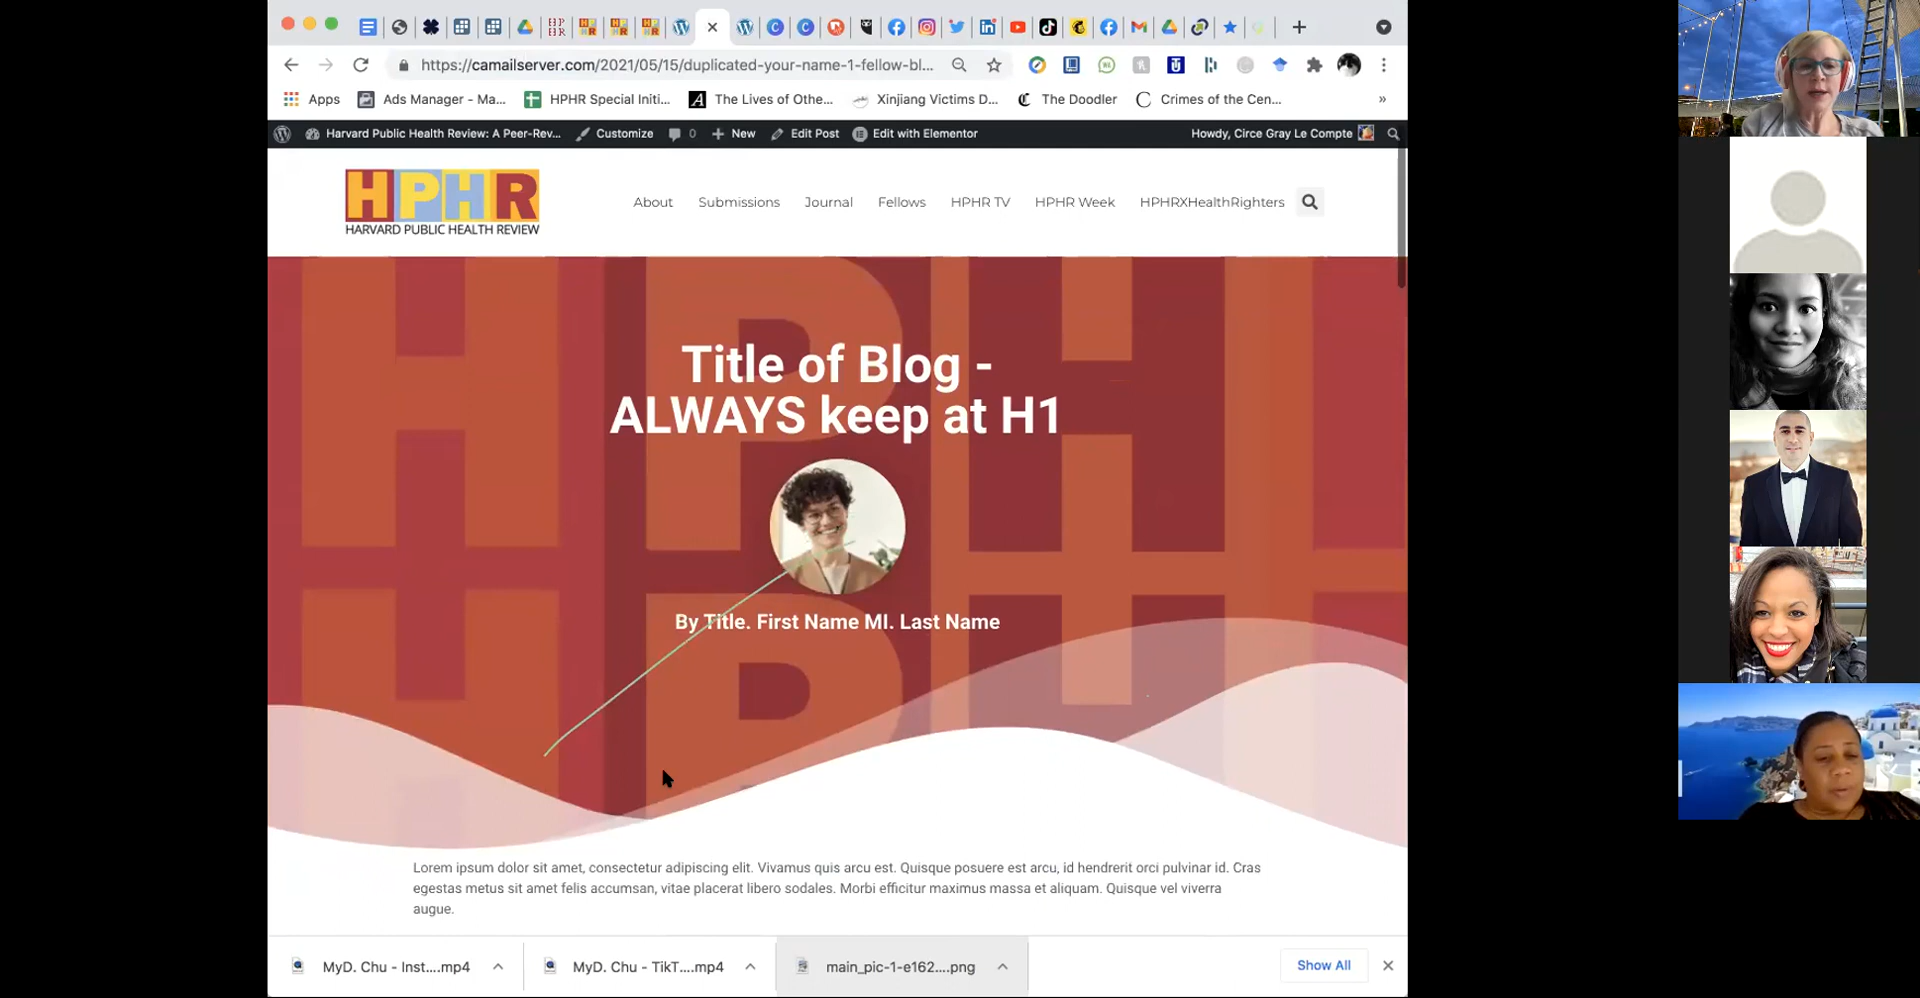 https://camailserver.com/2021/05/15/duplicated-your-name-1-fellow-bl...
Apps
Ads Manager - Ma...
HPHR Special Initi...
The Lives of Othe...
Xinjiang Victims D...
The Doodler
Crimes of the Cen...
»
Harvard Public Health Review: A Peer-Rev...
Customize
0
New
Edit Post
Edit with Elementor
Howdy, Circe Gray Le Compte
HPHR
HARVARD PUBLIC HEALTH REVIEW
About
Submissions
Journal
Fellows
HPHR TV
HPHR Week
HPHRXHealthRighters
Title of Blog -
ALWAYS keep at H1
By Title. First Name MI. Last Name
Lorem ipsum dolor sit amet, consectetur adipiscing elit. Vivamus quis arcu est. Quisque posuere est arcu, id hendrerit orci pulvinar id. Cras
egestas metus sit amet felis accumsan, vitae placerat libero sodales. Morbi efficitur maximus massa et aliquam. Quisque vel viverra
augue.
MyD. Chu - Inst....mp4
MyD. Chu - TikT....mp4
main_pic-1-e162....png
Show All